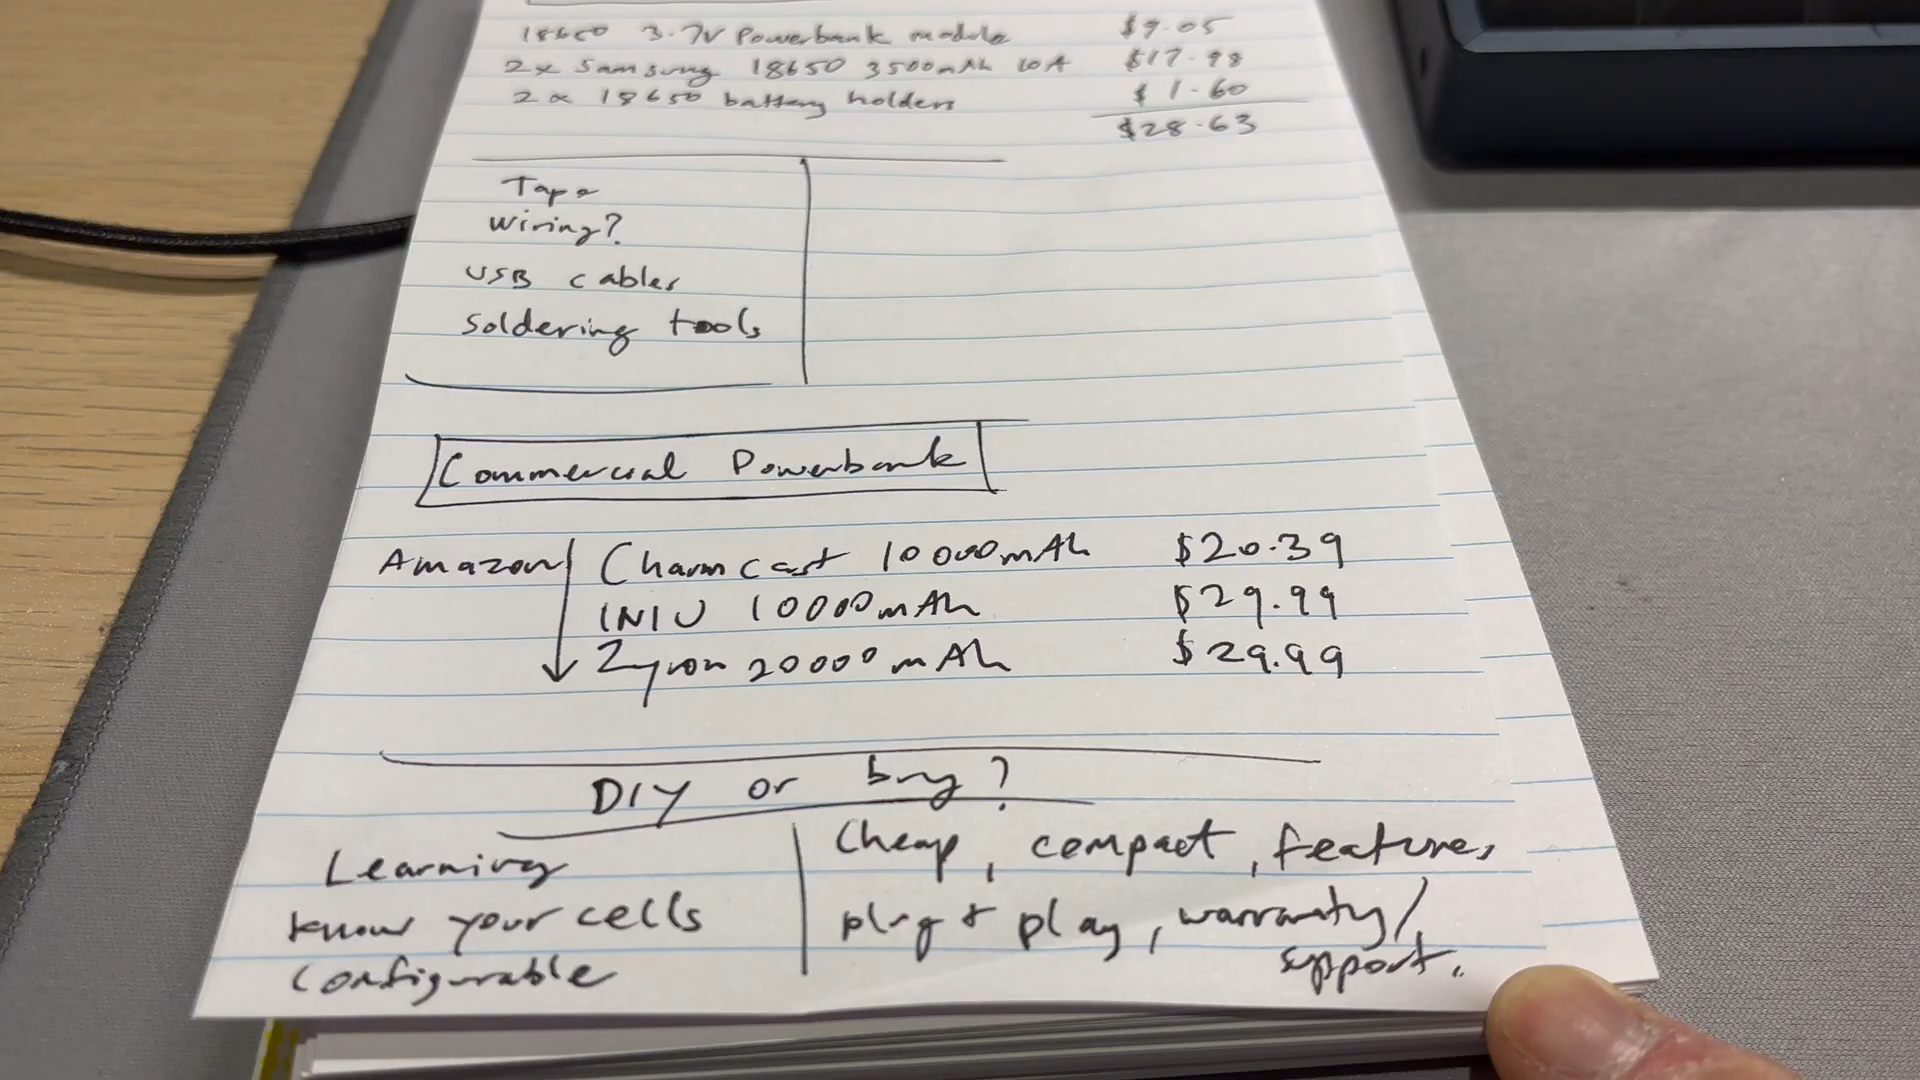 18650 3.7V Powerbank module $9.05
2x Samsung 18650 3500mAh 10A $17.98
2x 18650 battery holders $1.60
$28.63
Tape
Wiring?
USB cables
Soldering tools
Commercial Powerbank
Amazon Charmcast 10000mAh $20.39
INIU 10000mAh $29.99
Zyron 20000mAh $29.99
DIY or buy?
Learning
know your cells
Configurable
Cheap, compact, features
plug + play, warranty/
support.